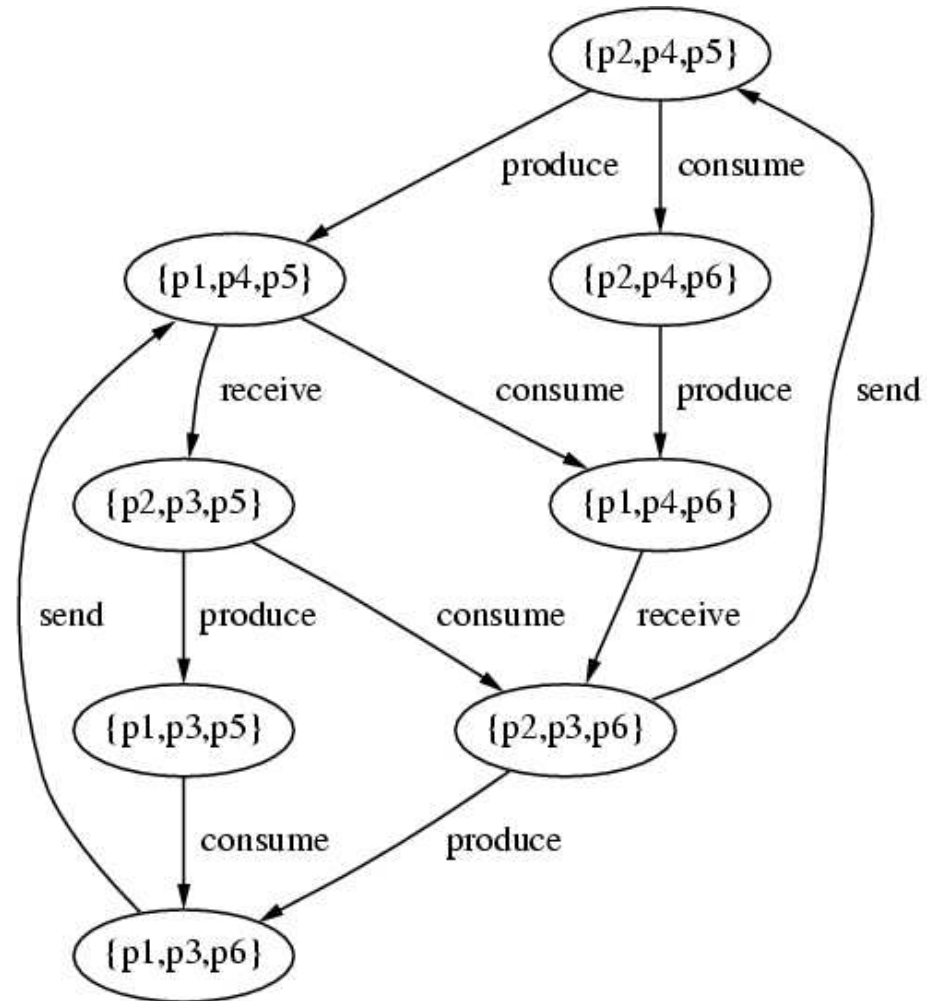 {p2,p4,p5}
produce
consume
{p1,p4,p5}
{p2,p4,p6}
receive
consume
produce
send
{p2,p3,p5}
{p1,p4,p6}
send
produce
consume
receive
{p1,p3,p5}
{p2,p3,p6}
consume
produce
{p1,p3,p6}